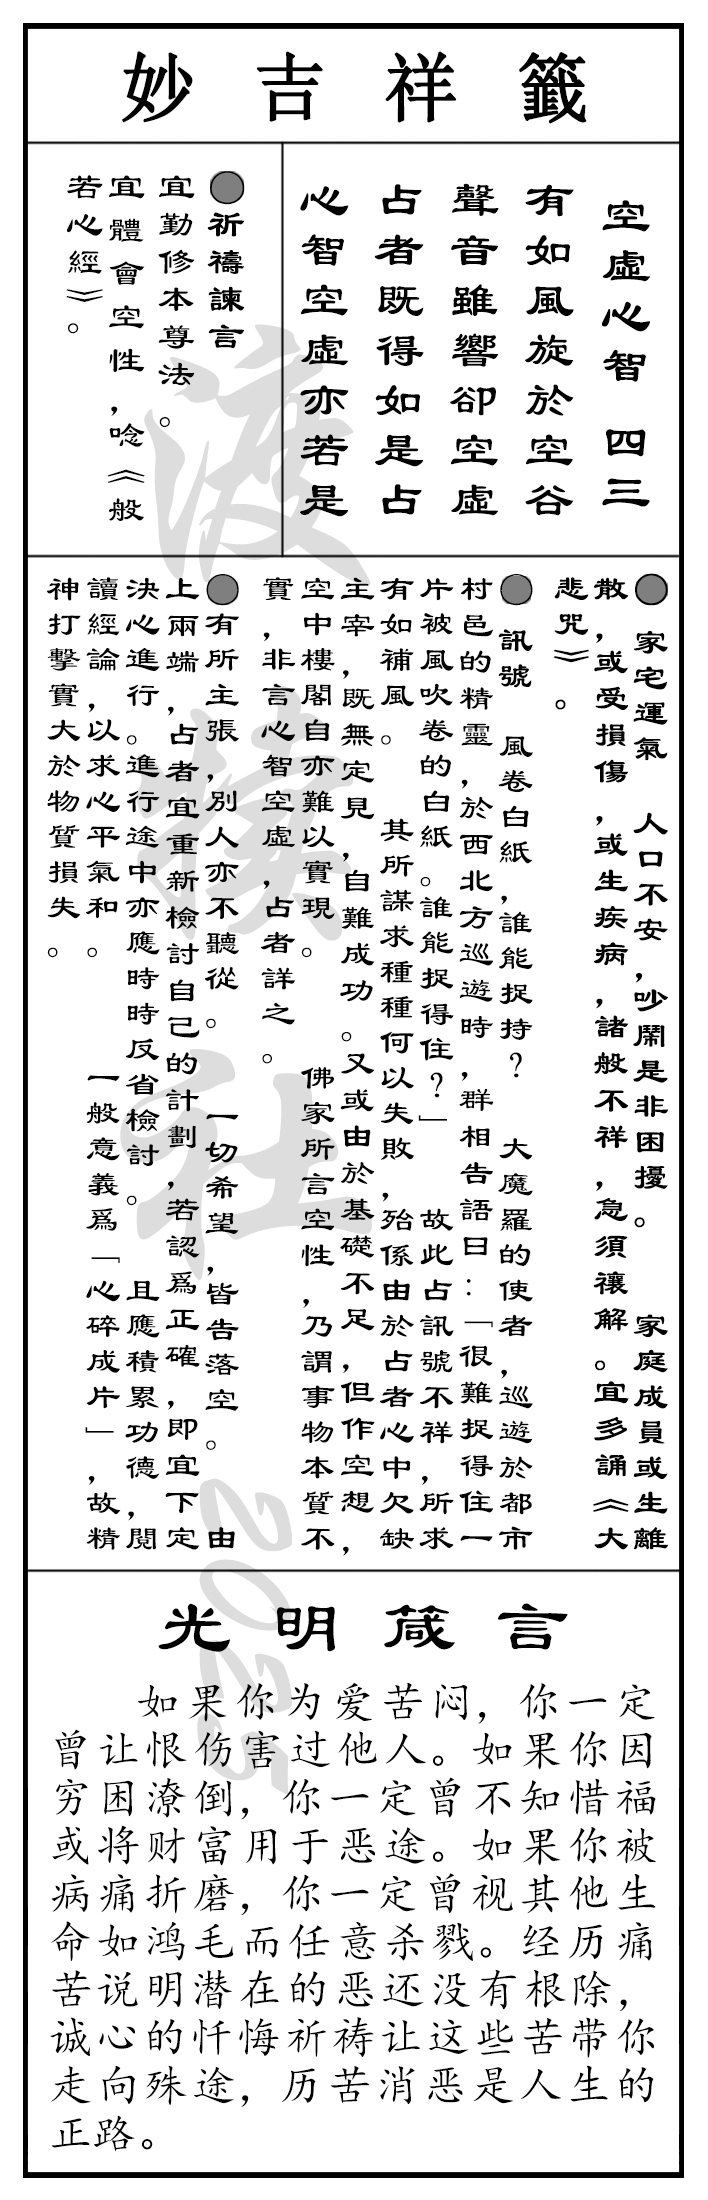 妙吉祥籤
空虛心智 四三
有如風旋於空谷
聲音雖響卻空虛
占者既得如是占
心智空虛亦若是
●祈禱諫言
宜勤修本尊法。
宜體會空性，唸《般
若心經》。
●家宅運氣 人口不安，吵鬧是非困擾。 家庭成員或生離
散，或受損傷，或生疾病，諸般不祥，急須禳解。宜多誦《大
悲咒》。
●訊號 風卷白紙，誰能捉持？ 大魔羅的使者，巡遊於都市
村邑的精靈，於西北方巡遊時，群相告語曰：「很難捉得住一
片被風吹卷的白紙。誰能捉得住？」 故此占訊號不祥，所求
有如補風。 其所謀求種種何以失敗，殆係由於占者心中欠缺
主宰，既無定見，自難成功。又或由於基礎不足，但作空想，
空中樓閣自亦難以實現。 佛家所言空性，乃謂事物本質不
實，非言心智空虛，占者詳之。
●有所主張，別人亦不聽從。 一切希望，皆告落空。 由
上兩端，占者宜重新檢討自己的計劃，若認爲正確，即宜下定
決心進行。進行途中亦應時時反省檢討。 且應積累功德，閱
讀經論，以求心平氣和。 一般意義爲「心碎成片」，故精
神打擊實大於物質損失。
光明箴言
如果你为爱苦闷，你一定
曾让恨伤害过他人。如果你因
穷困潦倒，你一定曾不知惜福
或将财富用于恶途。如果你被
病痛折磨，你一定曾视其他生
命如鸿毛而任意杀戮。经历痛
苦说明潜在的恶还没有根除，
诚心的忏悔祈祷让这些苦带你
走向殊途，历苦消恶是人生的
正路。
渡
社
2025